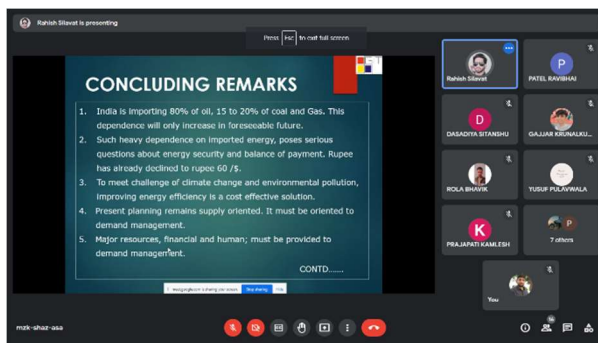 Rahish Silavat is presenting
Press Esc to exit full screen
CONCLUDING REMARKS
1. India is importing 80% of oil, 15 to 20% of coal and Gas. This
dependence will only increase in foreseeable future.
2. Such heavy dependence on imported energy, poses serious
questions about energy security and balance of payment. Rupee
has already declined to rupee 60 /$.
3. To meet challenge of climate change and environmental pollution,
improving energy efficiency is a cost effective solution.
4. Present planning remains supply oriented. It must be oriented to
demand management.
5. Major resources, financial and human; must be provided to
demand management.
CONTD......
is sharing your screen. Stop sharing Hide
Rahish Silavat
P
PATEL RAVIBHAI
D
DASADIYA SITANSHU
GAJJAR KRUNALKU...
ROLA BHAVIK
YUSUF PULAVWALA
K
PRAJAPATI KAMLESH
P
7 others
You
mzk-shaz-asa